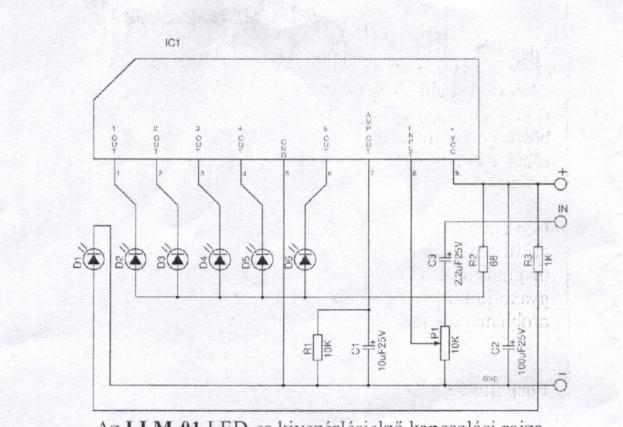 IC1
1 OUT
2 OUT
3 OUT
4 OUT
GND
5 OUT
AMP OUT
INPUT
+ VCC
1
2
3
4
5
6
7
8
9
+
IN
D1
D2
D3
D4
D5
D6
C3
2,2uF25V
R2
68
R3
1K
R1
10K
C1
10uF25V
P1
10K
C2
100uF25V
GND
-
Az LLM-01 LED-es kivezérlésjelző kapcsolási rajza